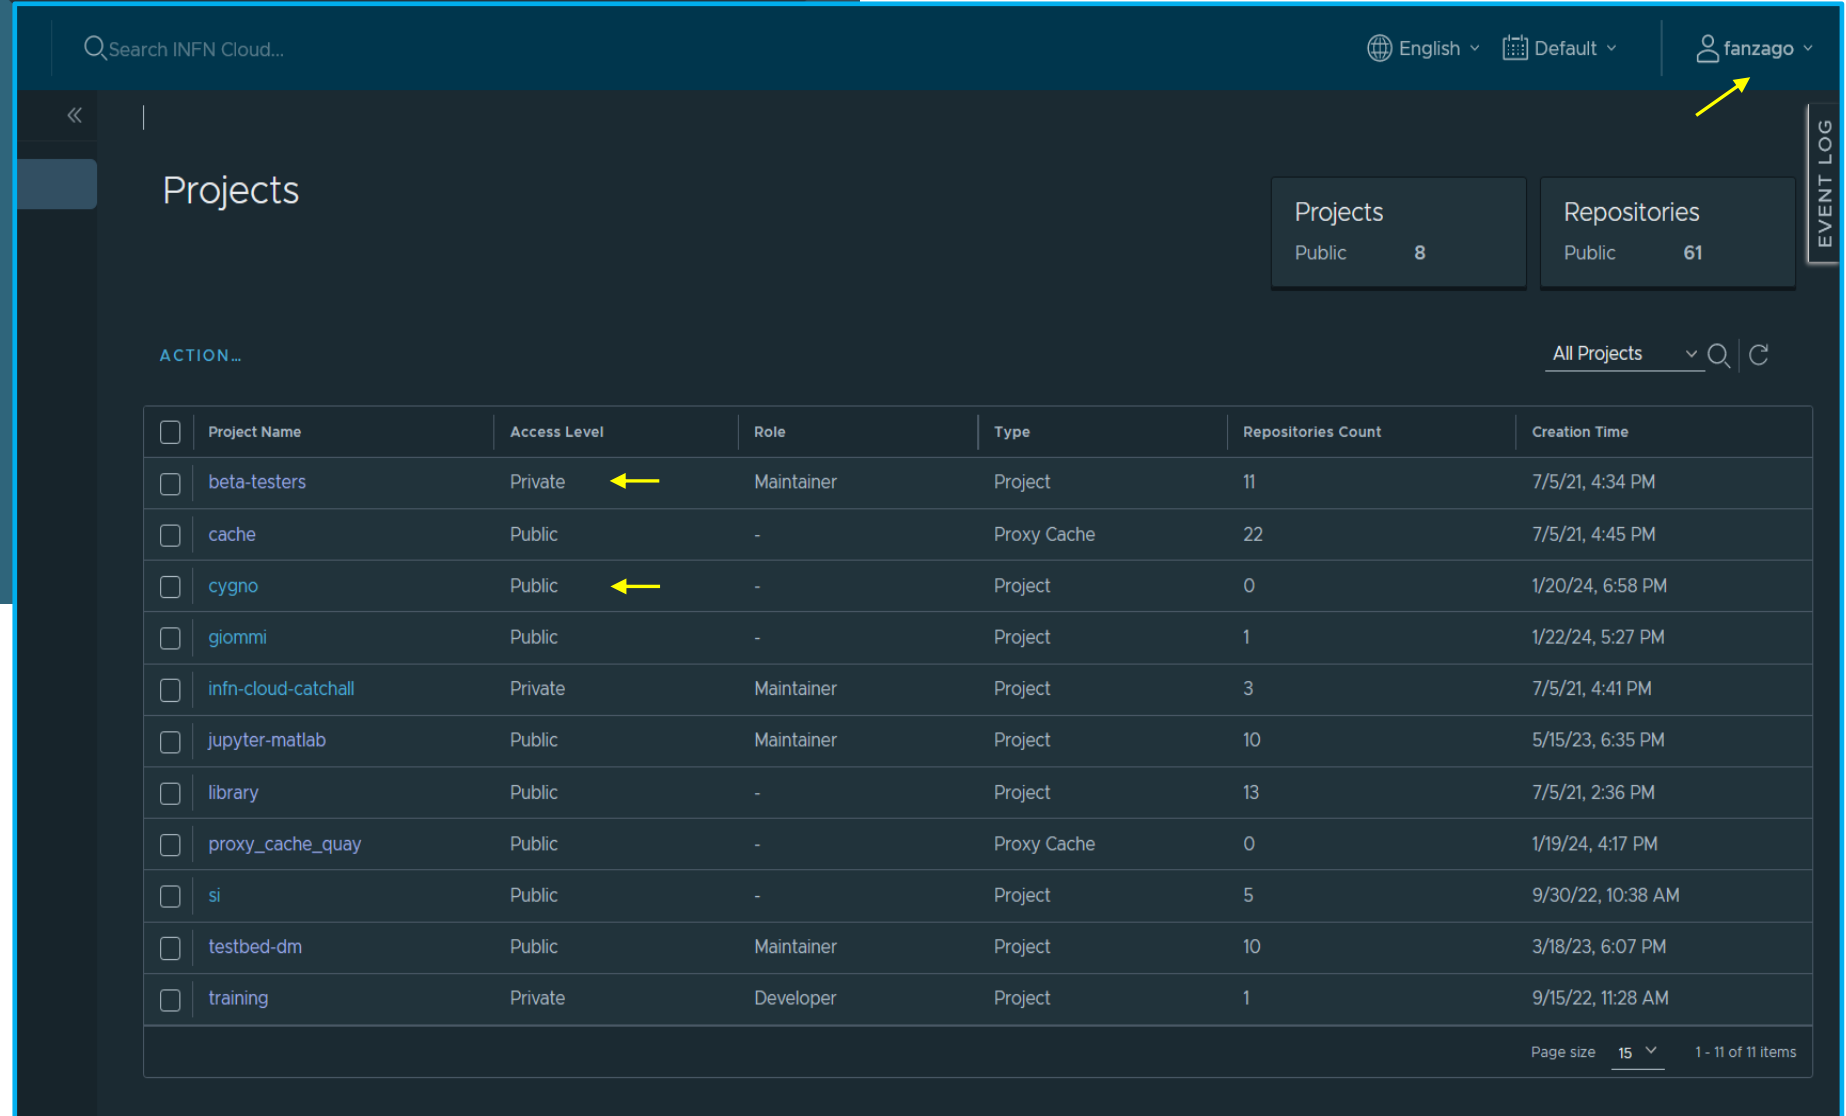 Search INFN Cloud...
English
Default
fanzago
EVENT LOG
Projects
Projects
Public 8
Repositories
Public 61
ACTION...
All Projects
Project Name Access Level Role Type Repositories Count Creation Time
beta-testers Private Maintainer Project 11 7/5/21, 4:34 PM
cache Public - Proxy Cache 22 7/5/21, 4:45 PM
cygno Public - Project 0 1/20/24, 6:58 PM
giommi Public - Project 1 1/22/24, 5:27 PM
infn-cloud-catchall Private Maintainer Project 3 7/5/21, 4:41 PM
jupyter-matlab Public Maintainer Project 10 5/15/23, 6:35 PM
library Public - Project 13 7/5/21, 2:36 PM
proxy_cache_quay Public - Proxy Cache 0 1/19/24, 4:17 PM
si Public - Project 5 9/30/22, 10:38 AM
testbed-dm Public Maintainer Project 10 3/18/23, 6:07 PM
training Private Developer Project 1 9/15/22, 11:28 AM
Page size 15 1 - 11 of 11 items